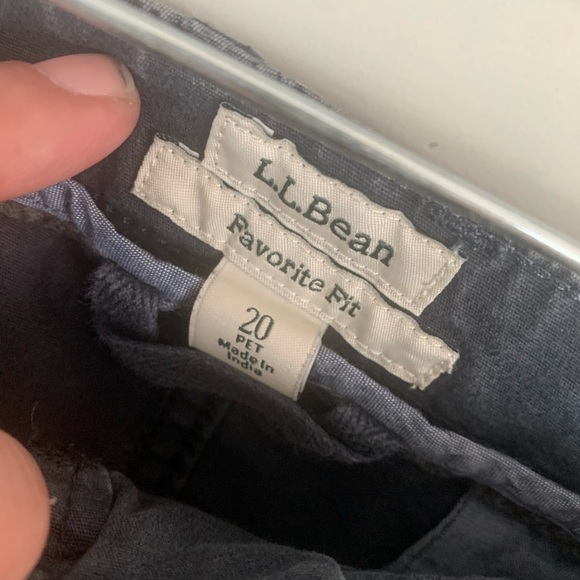 L.L.Bean
Favorite Fit
20
PET
Made in
India